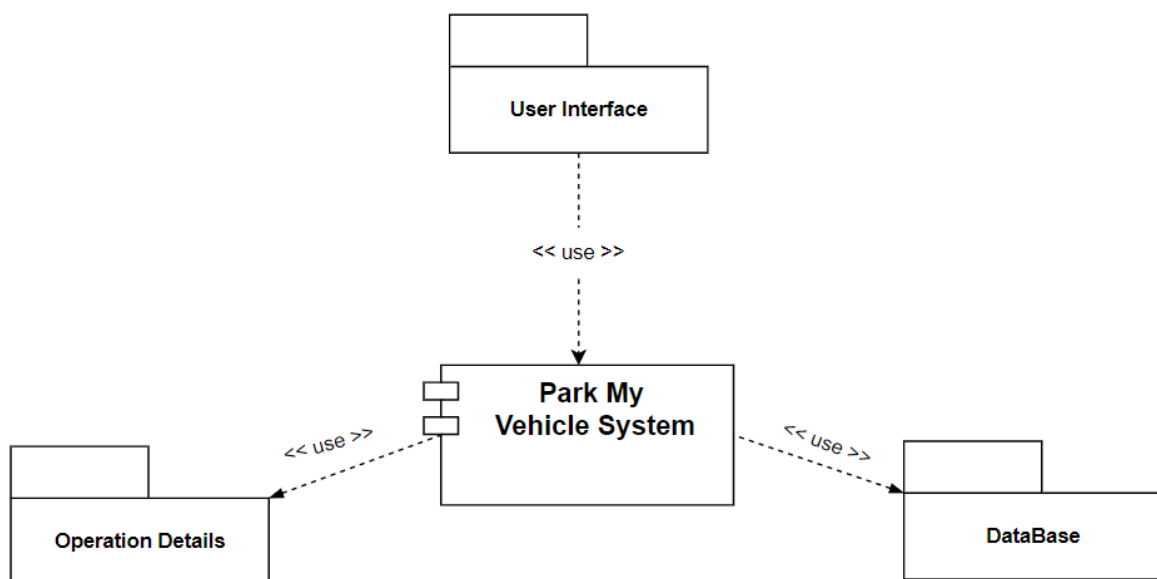 User Interface
<< use >>
Park My
Vehicle System
<< use >>
<< use >>
Operation Details
DataBase